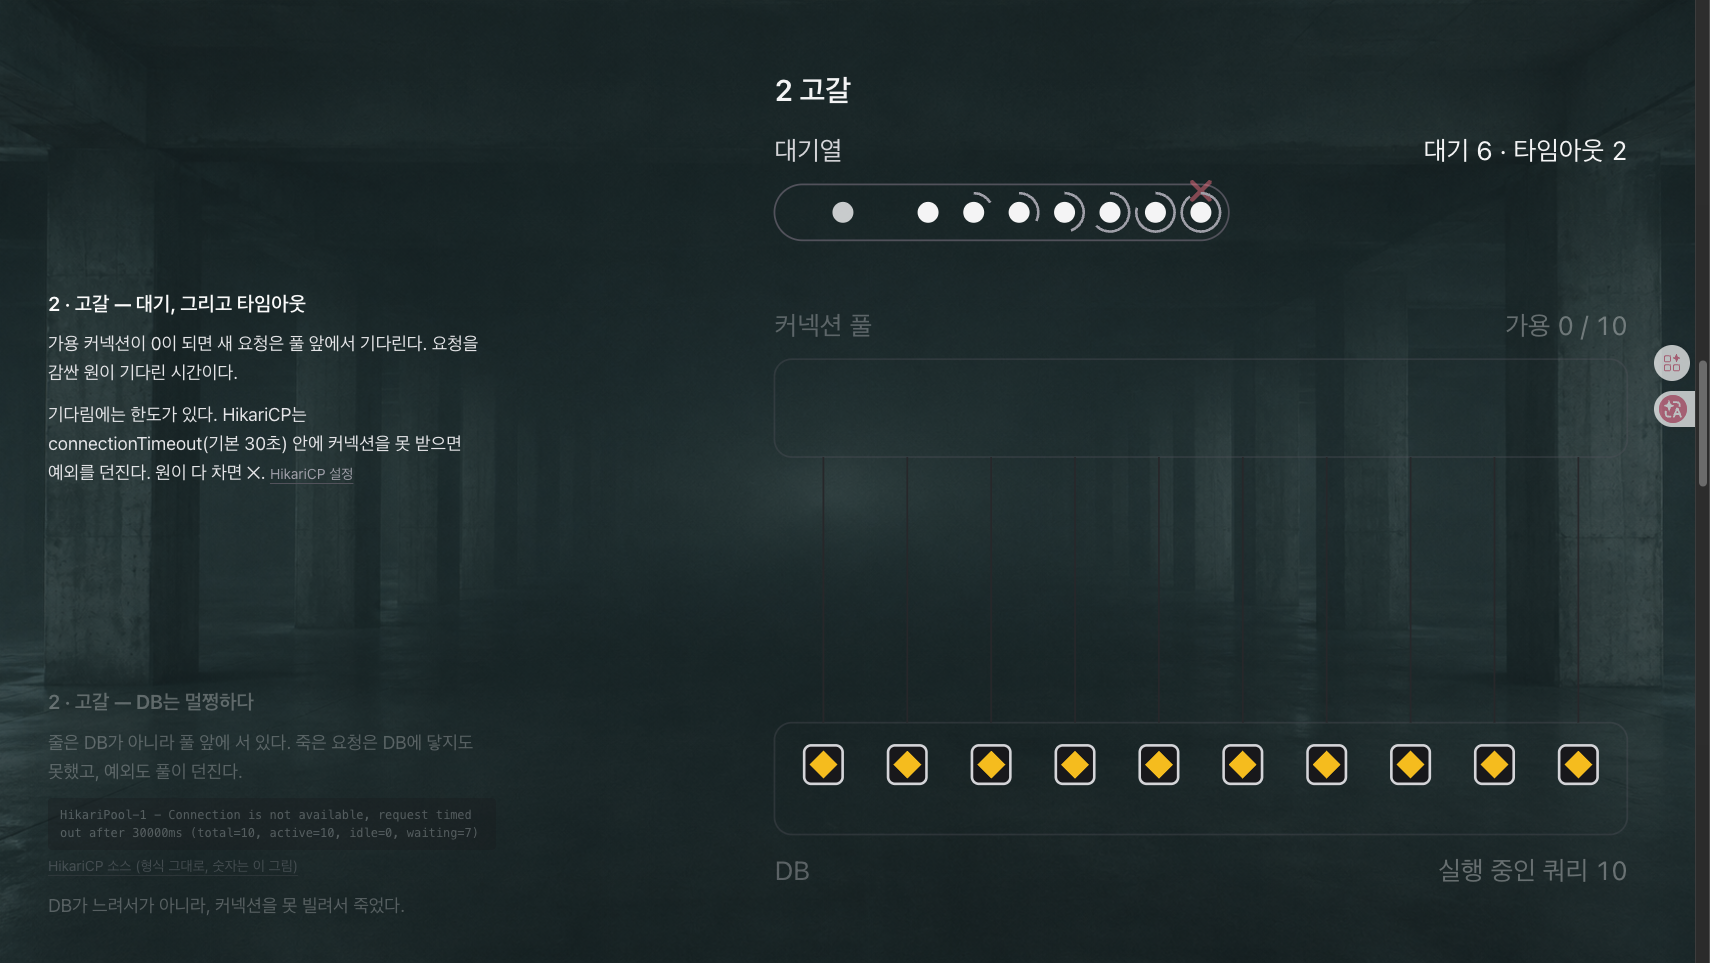 2 고갈
대기열
대기 6 · 타임아웃 2
2 · 고갈 — 대기, 그리고 타임아웃
가용 커넥션이 0이 되면 새 요청은 풀 앞에서 기다린다. 요청을
감싼 원이 기다린 시간이다.
기다림에는 한도가 있다. HikariCP는
connectionTimeout(기본 30초) 안에 커넥션을 못 받으면
예외를 던진다. 원이 다 차면 ✕. HikariCP 설정
커넥션 풀
가용 0 / 10
2 · 고갈 — DB는 멀쩡하다
줄은 DB가 아니라 풀 앞에 서 있다. 죽은 요청은 DB에 닿지도
못했고, 예외도 풀이 던진다.
HikariPool-1 - Connection is not available, request timed
out after 30000ms (total=10, active=10, idle=0, waiting=7)
HikariCP 소스 (형식 그대로, 숫자는 이 그림)
DB가 느려서가 아니라, 커넥션을 못 빌려서 죽었다.
DB
실행 중인 쿼리 10